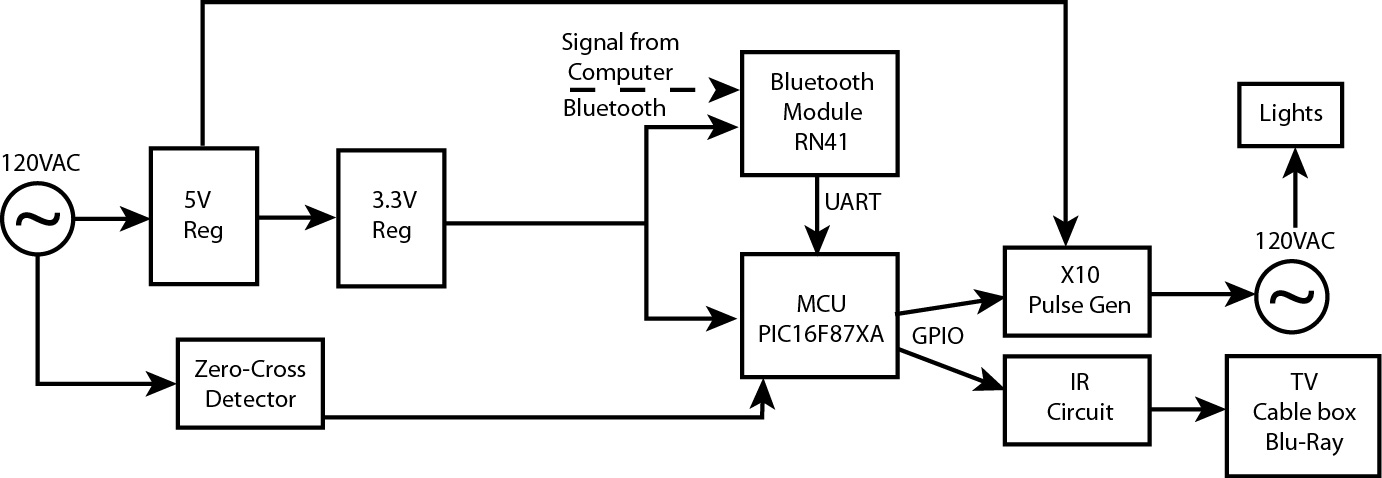 Signal from
Computer
Bluetooth
Bluetooth
Module
RN41
Lights
120VAC
5V
Reg
3.3V
Reg
UART
120VAC
X10
Pulse Gen
MCU
PIC16F87XA
GPIO
Zero-Cross
Detector
IR
Circuit
TV
Cable box
Blu-Ray